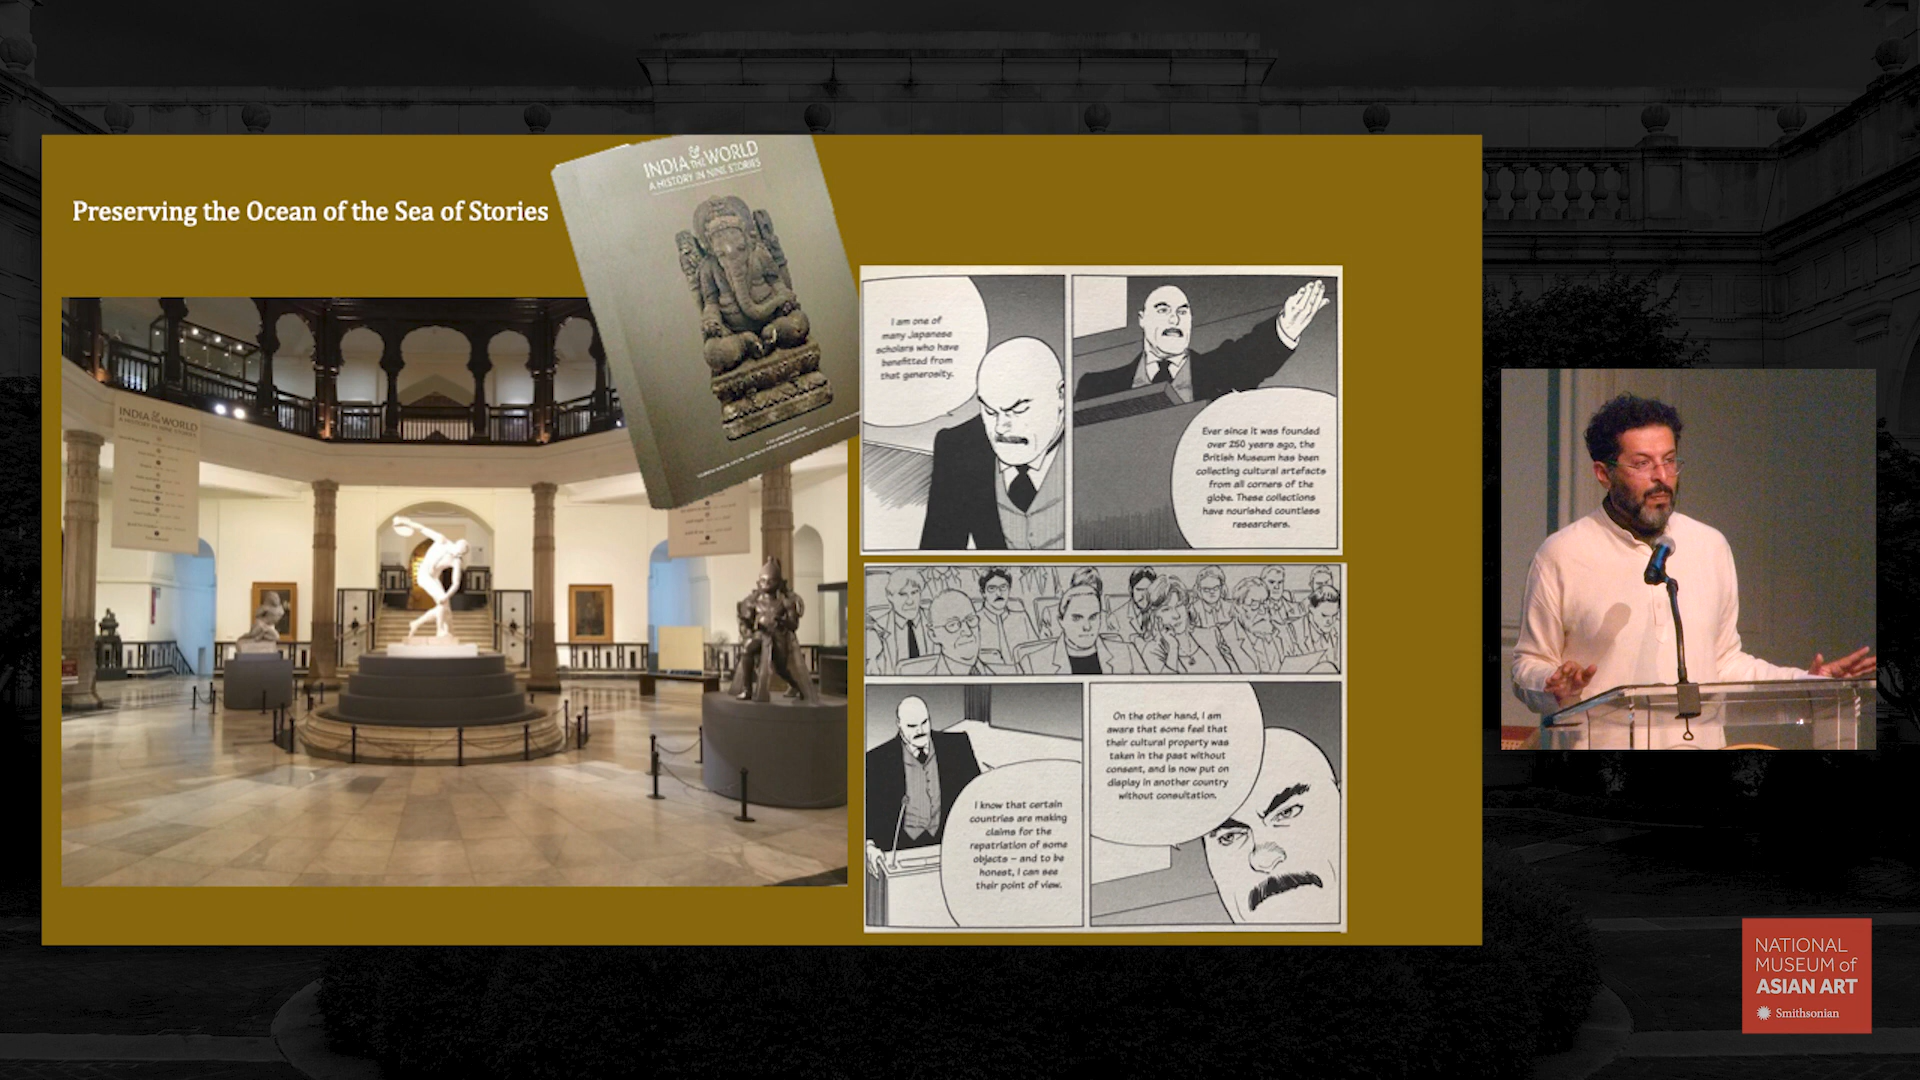 Preserving the Ocean of the Sea of Stories
INDIA & THE WORLD
A HISTORY IN NINE STORIES
INDIA & THE WORLD
A HISTORY IN NINE STORIES
I am one of
many Japanese
scholars who have
benefitted from
that generosity.
Ever since it was founded
over 250 years ago, the
British Museum has been
collecting cultural artefacts
from all corners of the
globe. These collections
have nourished countless
researchers.
I know that certain
countries are making
claims for the
repatriation of some
objects – and to be
honest, I can see
their point of view.
On the other hand, I am
aware that some feel that
their cultural property was
taken in the past without
consent, and is now put on
display in another country
without consultation.
NATIONAL
MUSEUM of
ASIAN ART
Smithsonian